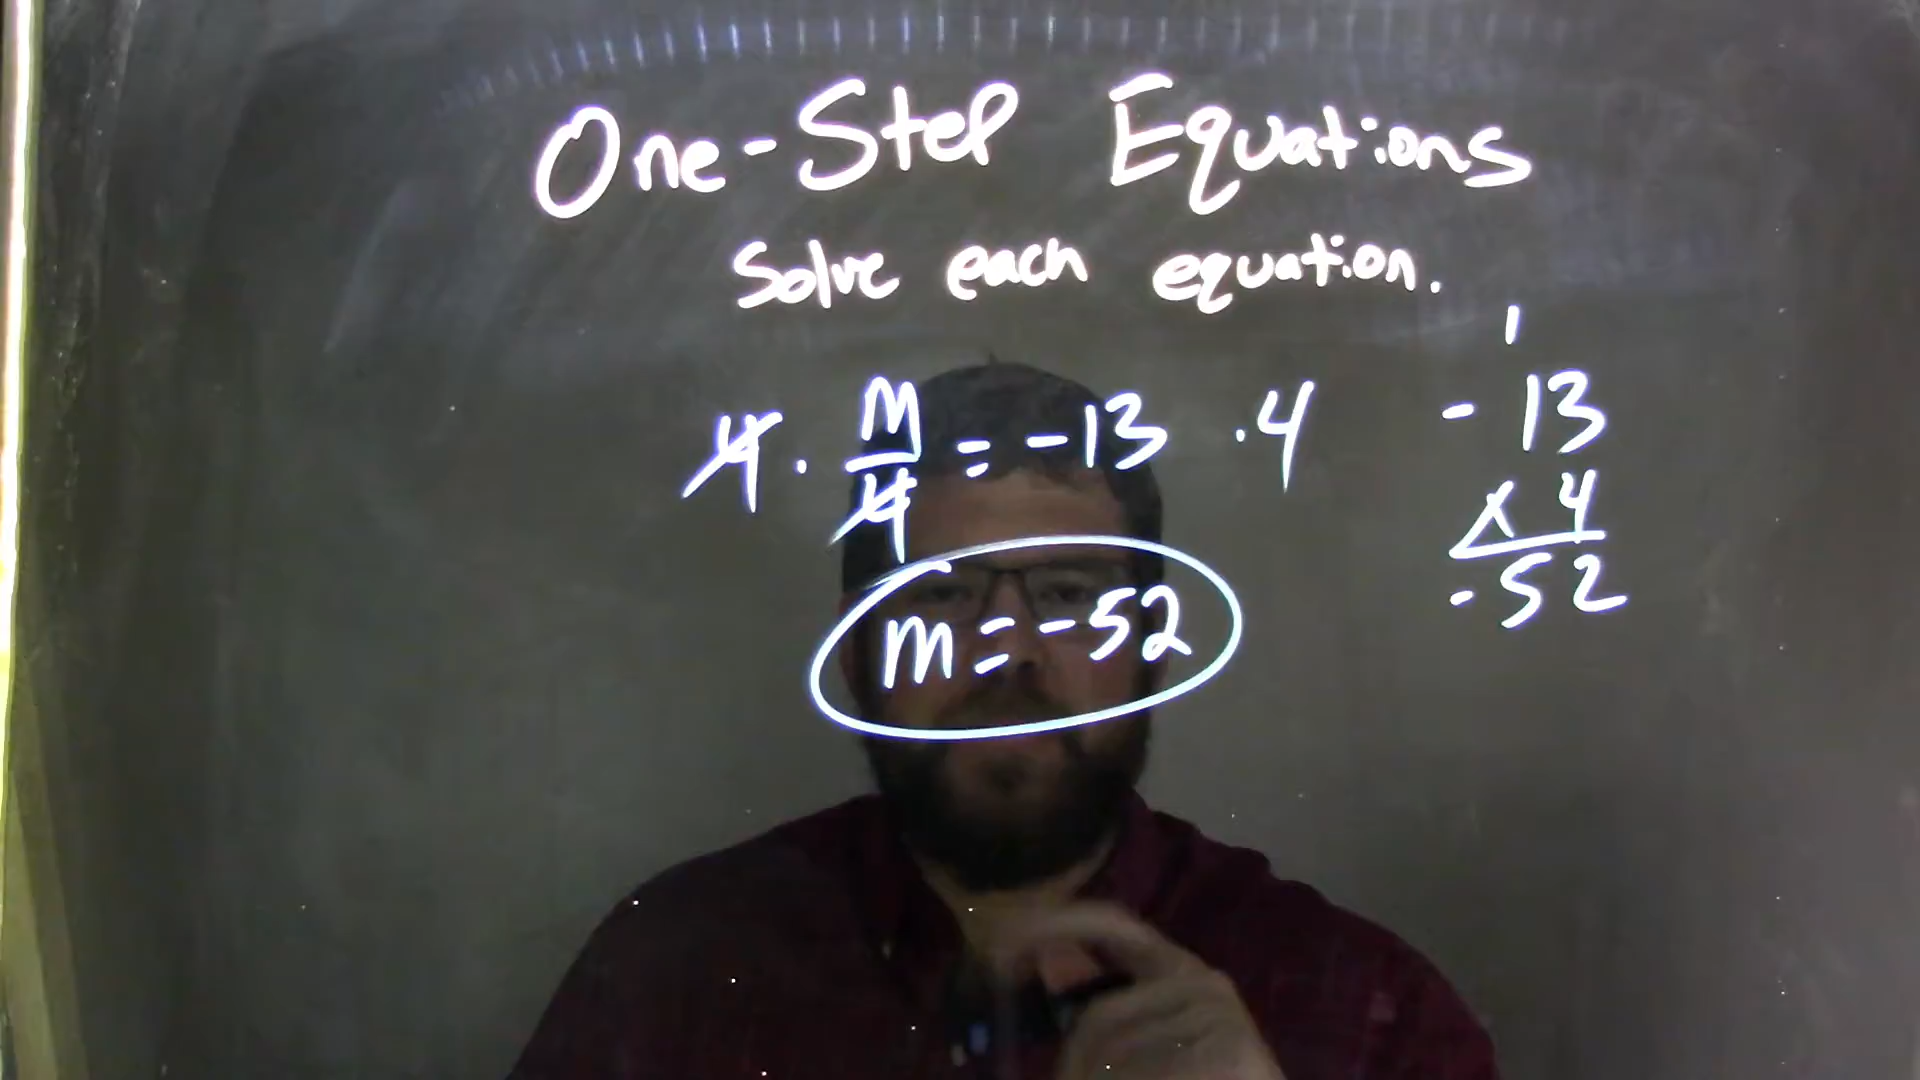 One-Step Equations
Solve each equation.
4 · m/4 = -13 · 4
m = -52
1
- 13
x 4
- 52